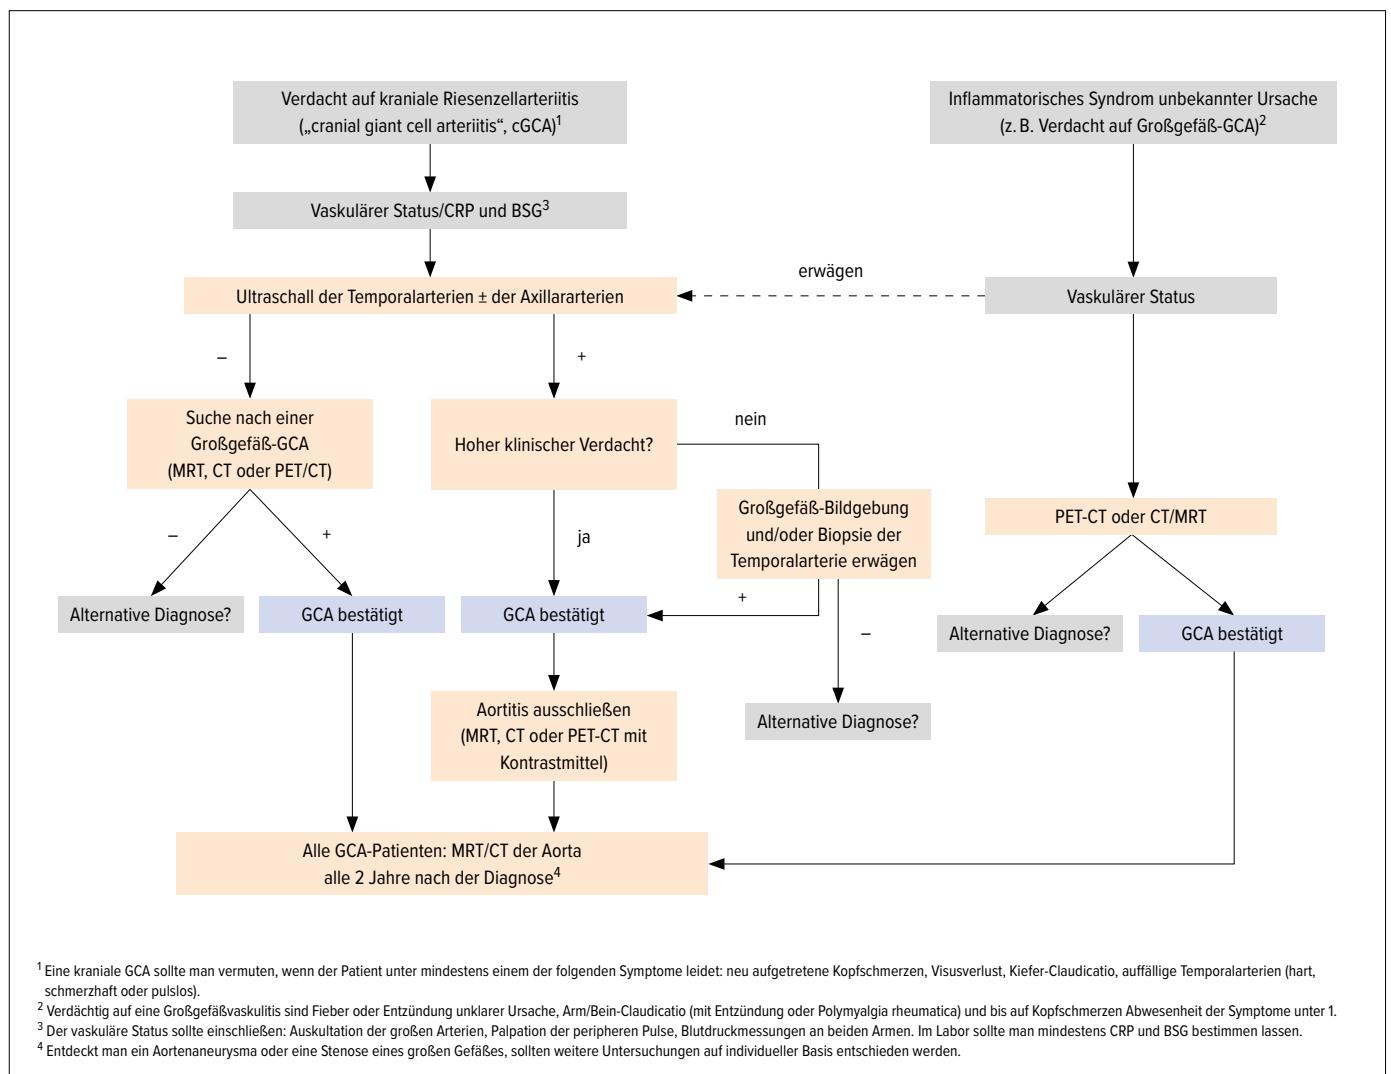 Verdacht auf kraniale Riesenzellarteriitis
(„cranial giant cell arteriitis“, cGCA)1
Inflammatorisches Syndrom unbekannter Ursache
(z. B. Verdacht auf Großgefäß-GCA)2
Vaskulärer Status/CRP und BSG3
erwägen
Ultraschall der Temporalarterien ± der Axillararterien
Vaskulärer Status
–
+
Suche nach einer
Großgefäß-GCA
(MRT, CT oder PET/CT)
Hoher klinischer Verdacht?
nein
Großgefäß-Bildgebung
und/oder Biopsie der
Temporalarterie erwägen
PET-CT oder CT/MRT
–
+
ja
+
–
Alternative Diagnose?
GCA bestätigt
GCA bestätigt
Alternative Diagnose?
GCA bestätigt
Aortitis ausschließen
(MRT, CT oder PET-CT mit
Kontrastmittel)
Alternative Diagnose?
Alle GCA-Patienten: MRT/CT der Aorta
alle 2 Jahre nach der Diagnose4
1 Eine kraniale GCA sollte man vermuten, wenn der Patient unter mindestens einem der folgenden Symptome leidet: neu aufgetretene Kopfschmerzen, Visusverlust, Kiefer-Claudicatio, auffällige Temporalarterien (hart,
schmerzhaft oder pulslos).
2 Verdächtig auf eine Großgefäßvaskulitis sind Fieber oder Entzündung unklarer Ursache, Arm/Bein-Claudicatio (mit Entzündung oder Polymyalgia rheumatica) und bis auf Kopfschmerzen Abwesenheit der Symptome unter 1.
3 Der vaskuläre Status sollte einschließen: Auskultation der großen Arterien, Palpation der peripheren Pulse, Blutdruckmessungen an beiden Armen. Im Labor sollte man mindestens CRP und BSG bestimmen lassen.
4 Entdeckt man ein Aortenaneurysma oder eine Stenose eines großen Gefäßes, sollten weitere Untersuchungen auf individueller Basis entschieden werden.